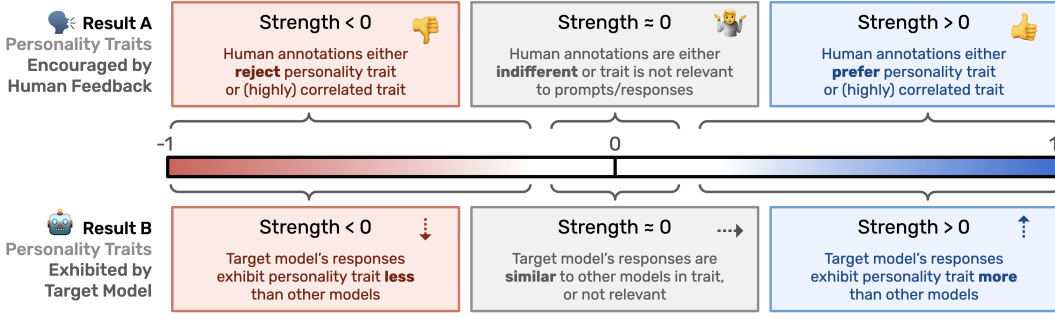 Result A
Personality Traits
Encouraged by
Human Feedback
Strength < 0
Human annotations either
reject personality trait
or (highly) correlated trait
Strength ≈ 0
Human annotations are either
indifferent or trait is not relevant
to prompts/responses
Strength > 0
Human annotations either
prefer personality trait
or (highly) correlated trait
-1
0
1
Result B
Personality Traits
Exhibited by
Target Model
Strength < 0
Target model's responses
exhibit personality trait less
than other models
Strength ≈ 0
Target model's responses are
similar to other models in trait,
or not relevant
Strength > 0
Target model's responses
exhibit personality trait more
than other models